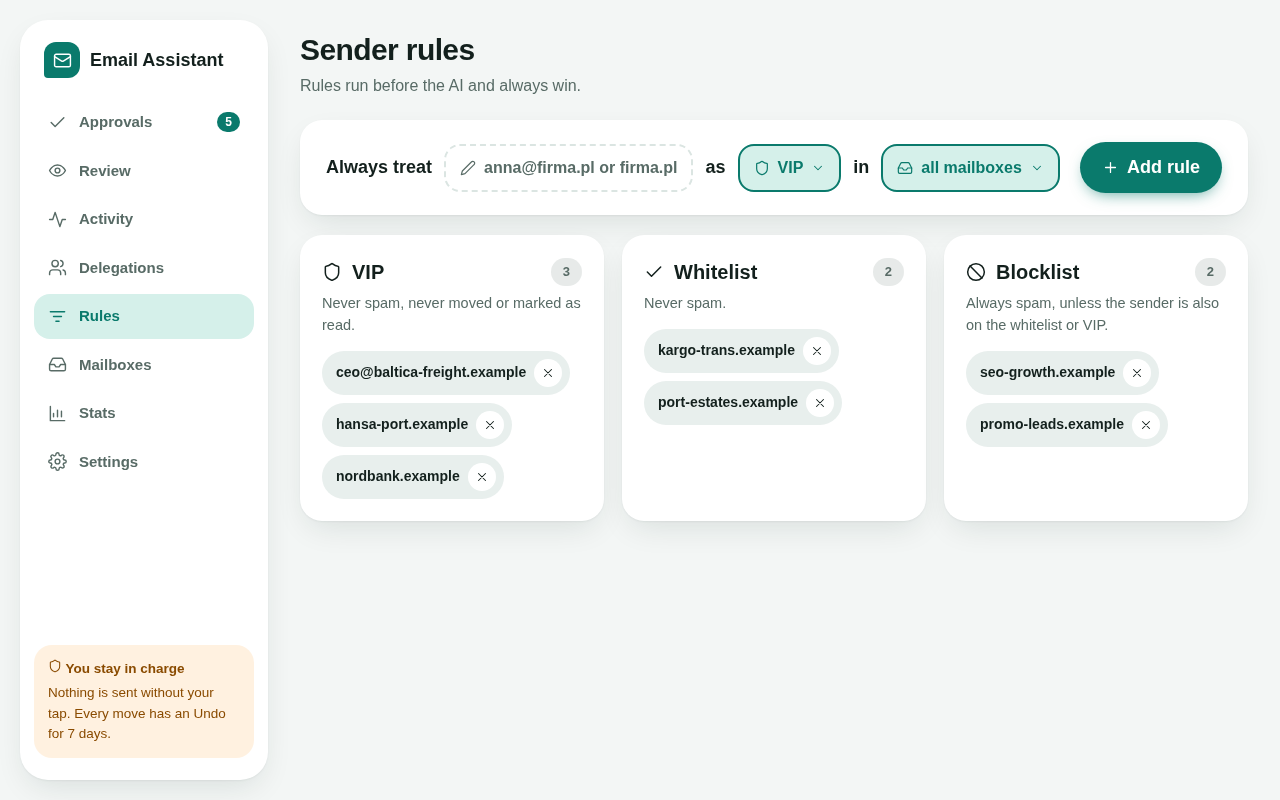 Email Assistant
Approvals 5
Review
Activity
Delegations
Rules
Mailboxes
Stats
Settings
You stay in charge
Nothing is sent without your
tap. Every move has an Undo
for 7 days.
Sender rules
Rules run before the AI and always win.
Always treat anna@firma.pl or firma.pl as VIP in all mailboxes Add rule
VIP 3
Never spam, never moved or marked as
read.
ceo@baltica-freight.example
hansa-port.example
nordbank.example
Whitelist 2
Never spam.
kargo-trans.example
port-estates.example
Blocklist 2
Always spam, unless the sender is also
on the whitelist or VIP.
seo-growth.example
promo-leads.example